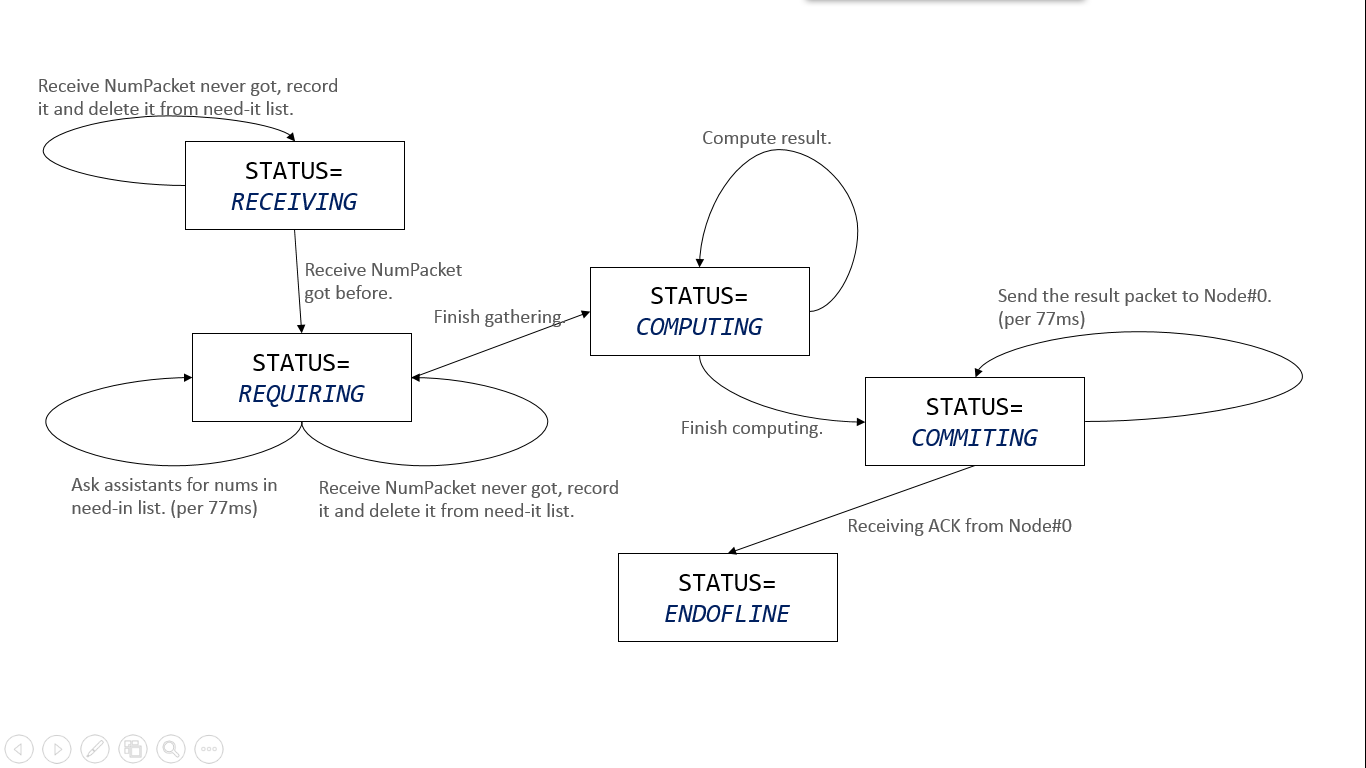 Receive NumPacket never got, record
it and delete it from need-it list.
STATUS=
RECEIVING
Receive NumPacket
got before.
STATUS=
REQUIRING
Ask assistants for nums in
need-in list. (per 77ms)
Receive NumPacket never got, record
it and delete it from need-it list.
Finish gathering.
Compute result.
STATUS=
COMPUTING
Finish computing.
Send the result packet to Node#0.
(per 77ms)
STATUS=
COMMITING
Receiving ACK from Node#0
STATUS=
ENDOFLINE